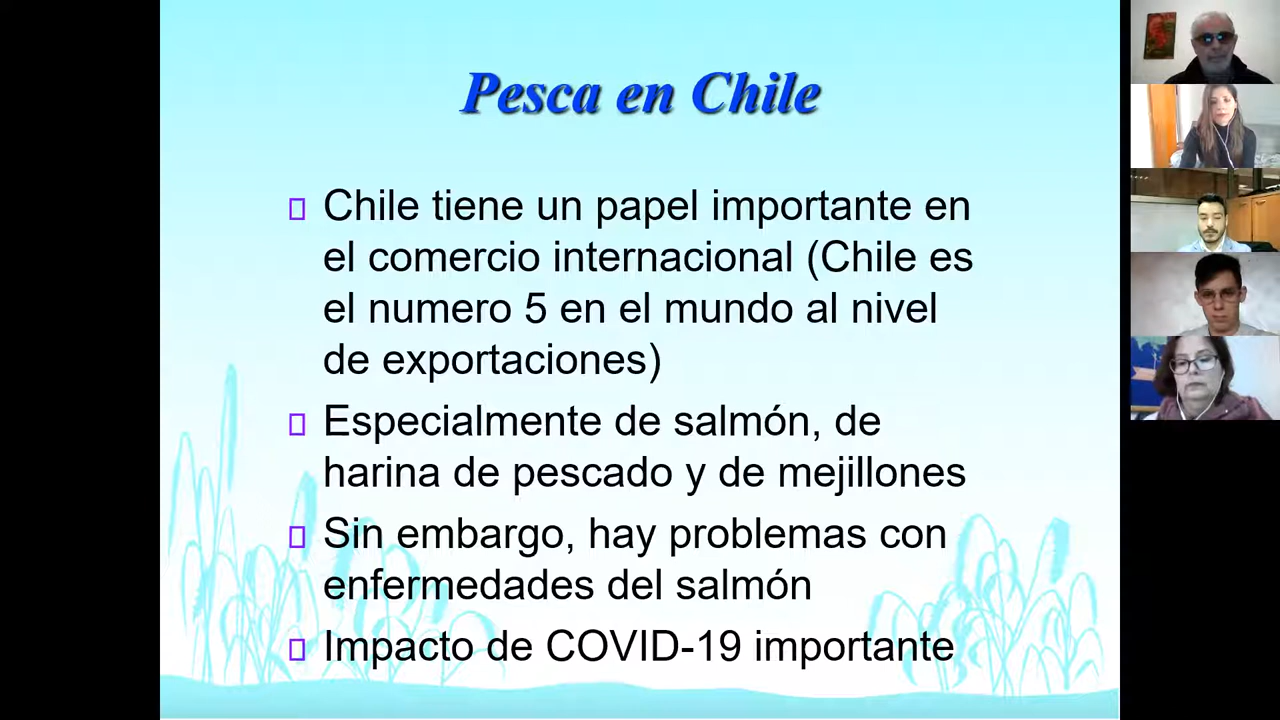 Pesca en Chile
Chile tiene un papel importante en
el comercio internacional (Chile es
el numero 5 en el mundo al nivel
de exportaciones)
Especialmente de salmón, de
harina de pescado y de mejillones
Sin embargo, hay problemas con
enfermedades del salmón
Impacto de COVID-19 importante